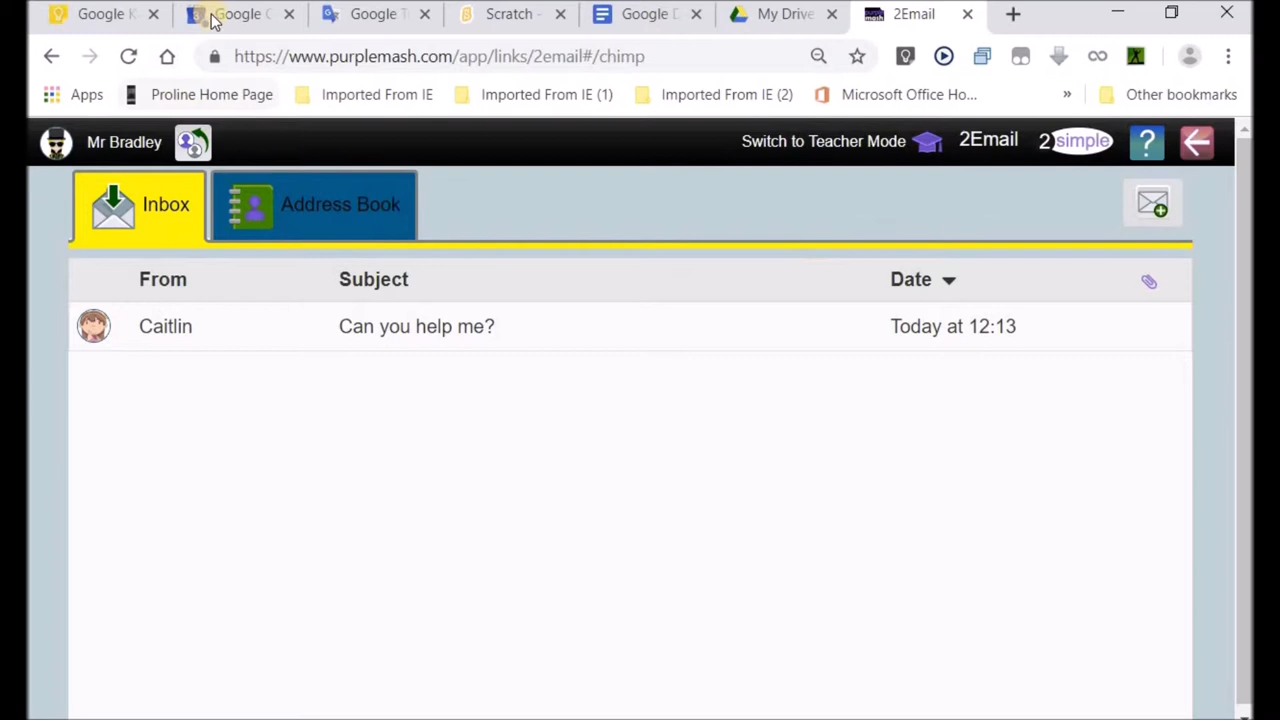 Google K Google C Google T Scratch - Google D My Drive 2Email
https://www.purplemash.com/app/links/2email#/chimp
Apps Proline Home Page Imported From IE Imported From IE (1) Imported From IE (2) Microsoft Office Ho... » Other bookmarks
Mr Bradley Switch to Teacher Mode 2Email 2simple ?
Inbox Address Book
From Subject Date
Caitlin Can you help me? Today at 12:13